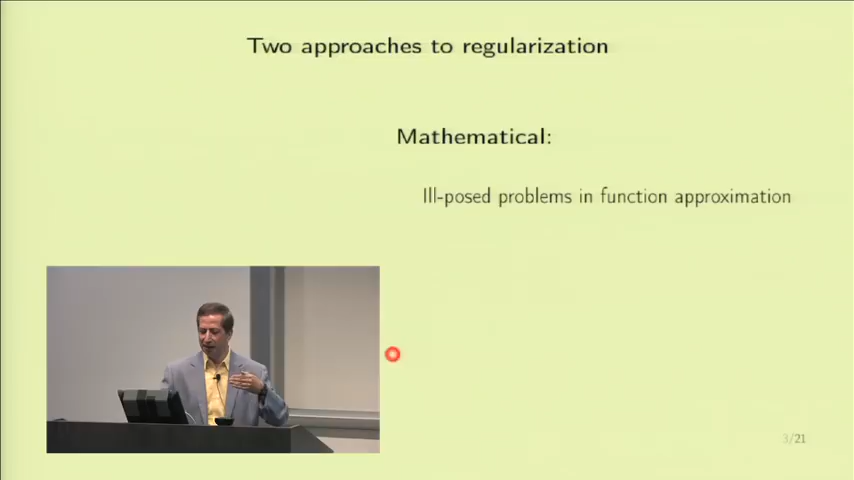 Two approaches to regularization
Mathematical:
Ill-posed problems in function approximation
3/21